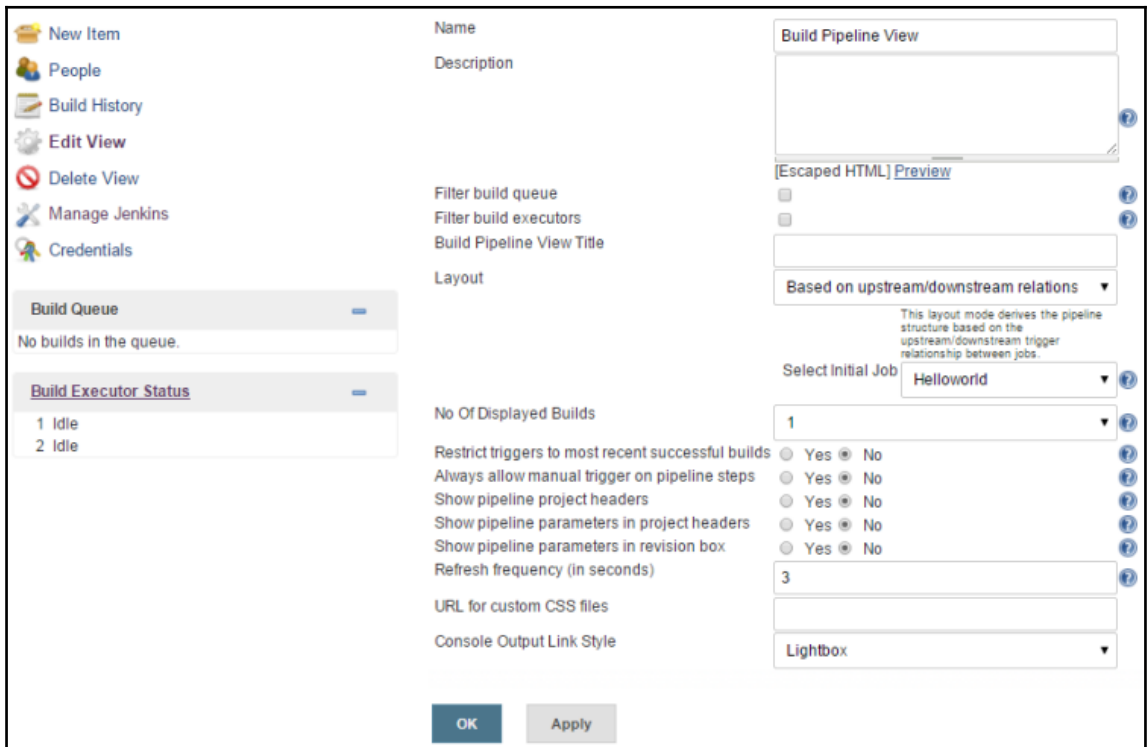 New Item
People
Build History
Edit View
Delete View
Manage Jenkins
Credentials
Build Queue
No builds in the queue.
Build Executor Status
1 Idle
2 Idle
Name
Build Pipeline View
Description
[Escaped HTML] Preview
Filter build queue
Filter build executors
Build Pipeline View Title
Layout
Based on upstream/downstream relations
This layout mode derives the pipeline
structure based on the
upstream/downstream trigger
relationship between jobs.
Select Initial Job Helloworld
No Of Displayed Builds 1
Restrict triggers to most recent successful builds Yes No
Always allow manual trigger on pipeline steps Yes No
Show pipeline project headers Yes No
Show pipeline parameters in project headers Yes No
Show pipeline parameters in revision box Yes No
Refresh frequency (in seconds) 3
URL for custom CSS files
Console Output Link Style Lightbox
OK Apply